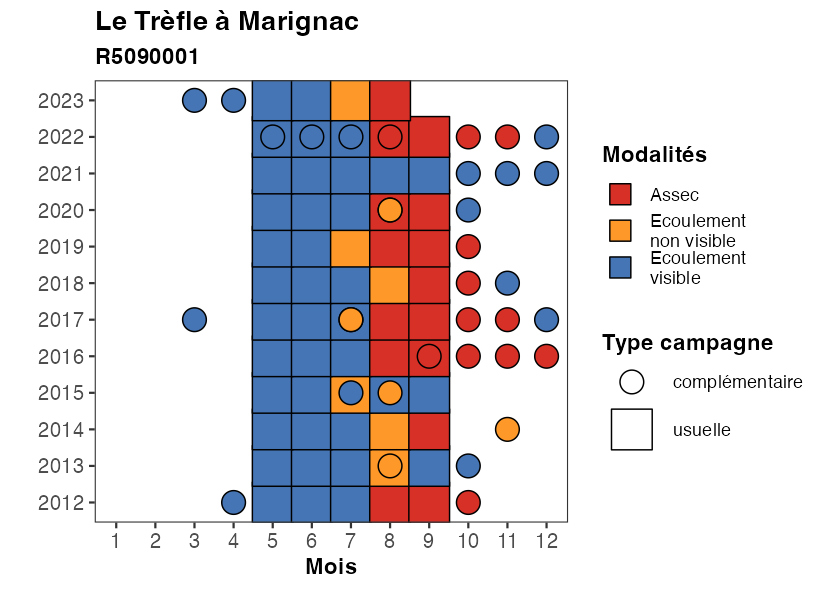 Le Trèfle à Marignac
R5090001
2023
2022
2021
2020
2019
2018
2017
2016
2015
2014
2013
2012
1 2 3 4 5 6 7 8 9 10 11 12
Mois
Modalités
Assec
Ecoulement
non visible
Ecoulement
visible
Type campagne
complémentaire
usuelle